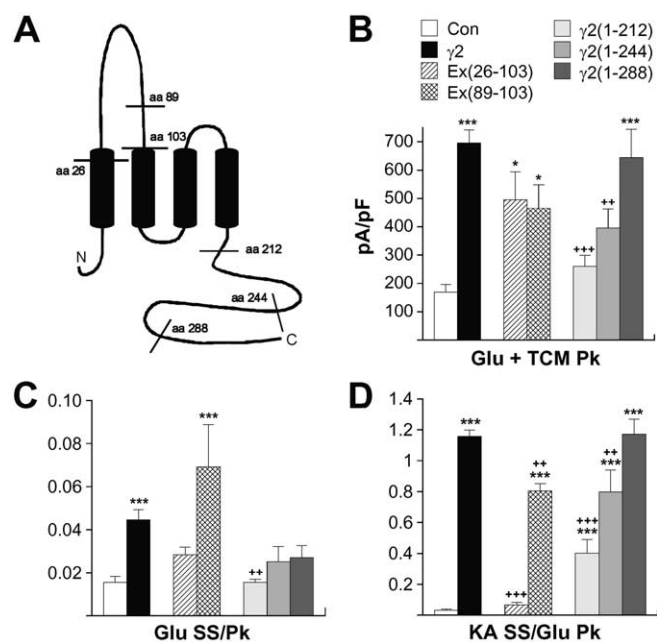 A
aa 89
aa 103
aa 26
N
aa 212
aa 244
C
aa 288
B
Con
γ2
Ex(26-103)
Ex(89-103)
γ2(1-212)
γ2(1-244)
γ2(1-288)
pA/pF
700
600
500
400
300
200
100
***
*
*
+++
++
***
Glu + TCM Pk
C
0.10
0.08
0.06
0.04
0.02
***
***
++
Glu SS/Pk
D
1.4
1.2
1
0.8
0.4
0.2
***
+++
++
***
+++
***
++
***
***
KA SS/Glu Pk